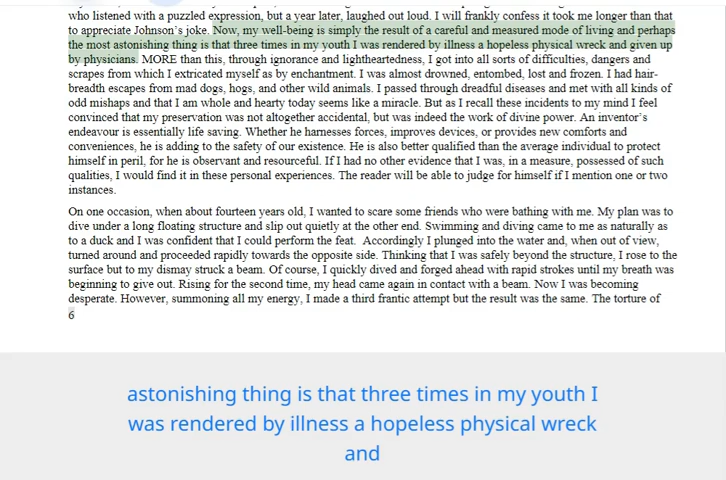 who listened with a puzzled expression, but a year later, laughed out loud. I will frankly confess it took me longer than that
to appreciate Johnson's joke. Now, my well-being is simply the result of a careful and measured mode of living and perhaps
the most astonishing thing is that three times in my youth I was rendered by illness a hopeless physical wreck and given up
by physicians. MORE than this, through ignorance and lightheartedness, I got into all sorts of difficulties, dangers and
scrapes from which I extricated myself as by enchantment. I was almost drowned, entombed, lost and frozen. I had hair-
breadth escapes from mad dogs, hogs, and other wild animals. I passed through dreadful diseases and met with all kinds of
odd mishaps and that I am whole and hearty today seems like a miracle. But as I recall these incidents to my mind I feel
convinced that my preservation was not altogether accidental, but was indeed the work of divine power. An inventor's
endeavour is essentially life saving. Whether he harnesses forces, improves devices, or provides new comforts and
conveniences, he is adding to the safety of our existence. He is also better qualified than the average individual to protect
himself in peril, for he is observant and resourceful. If I had no other evidence that I was, in a measure, possessed of such
qualities, I would find it in these personal experiences. The reader will be able to judge for himself if I mention one or two
instances.
On one occasion, when about fourteen years old, I wanted to scare some friends who were bathing with me. My plan was to
dive under a long floating structure and slip out quietly at the other end. Swimming and diving came to me as naturally as
to a duck and I was confident that I could perform the feat. Accordingly I plunged into the water and, when out of view,
turned around and proceeded rapidly towards the opposite side. Thinking that I was safely beyond the structure, I rose to the
surface but to my dismay struck a beam. Of course, I quickly dived and forged ahead with rapid strokes until my breath was
beginning to give out. Rising for the second time, my head came again in contact with a beam. Now I was becoming
desperate. However, summoning all my energy, I made a third frantic attempt but the result was the same. The torture of
6
astonishing thing is that three times in my youth I
was rendered by illness a hopeless physical wreck
and